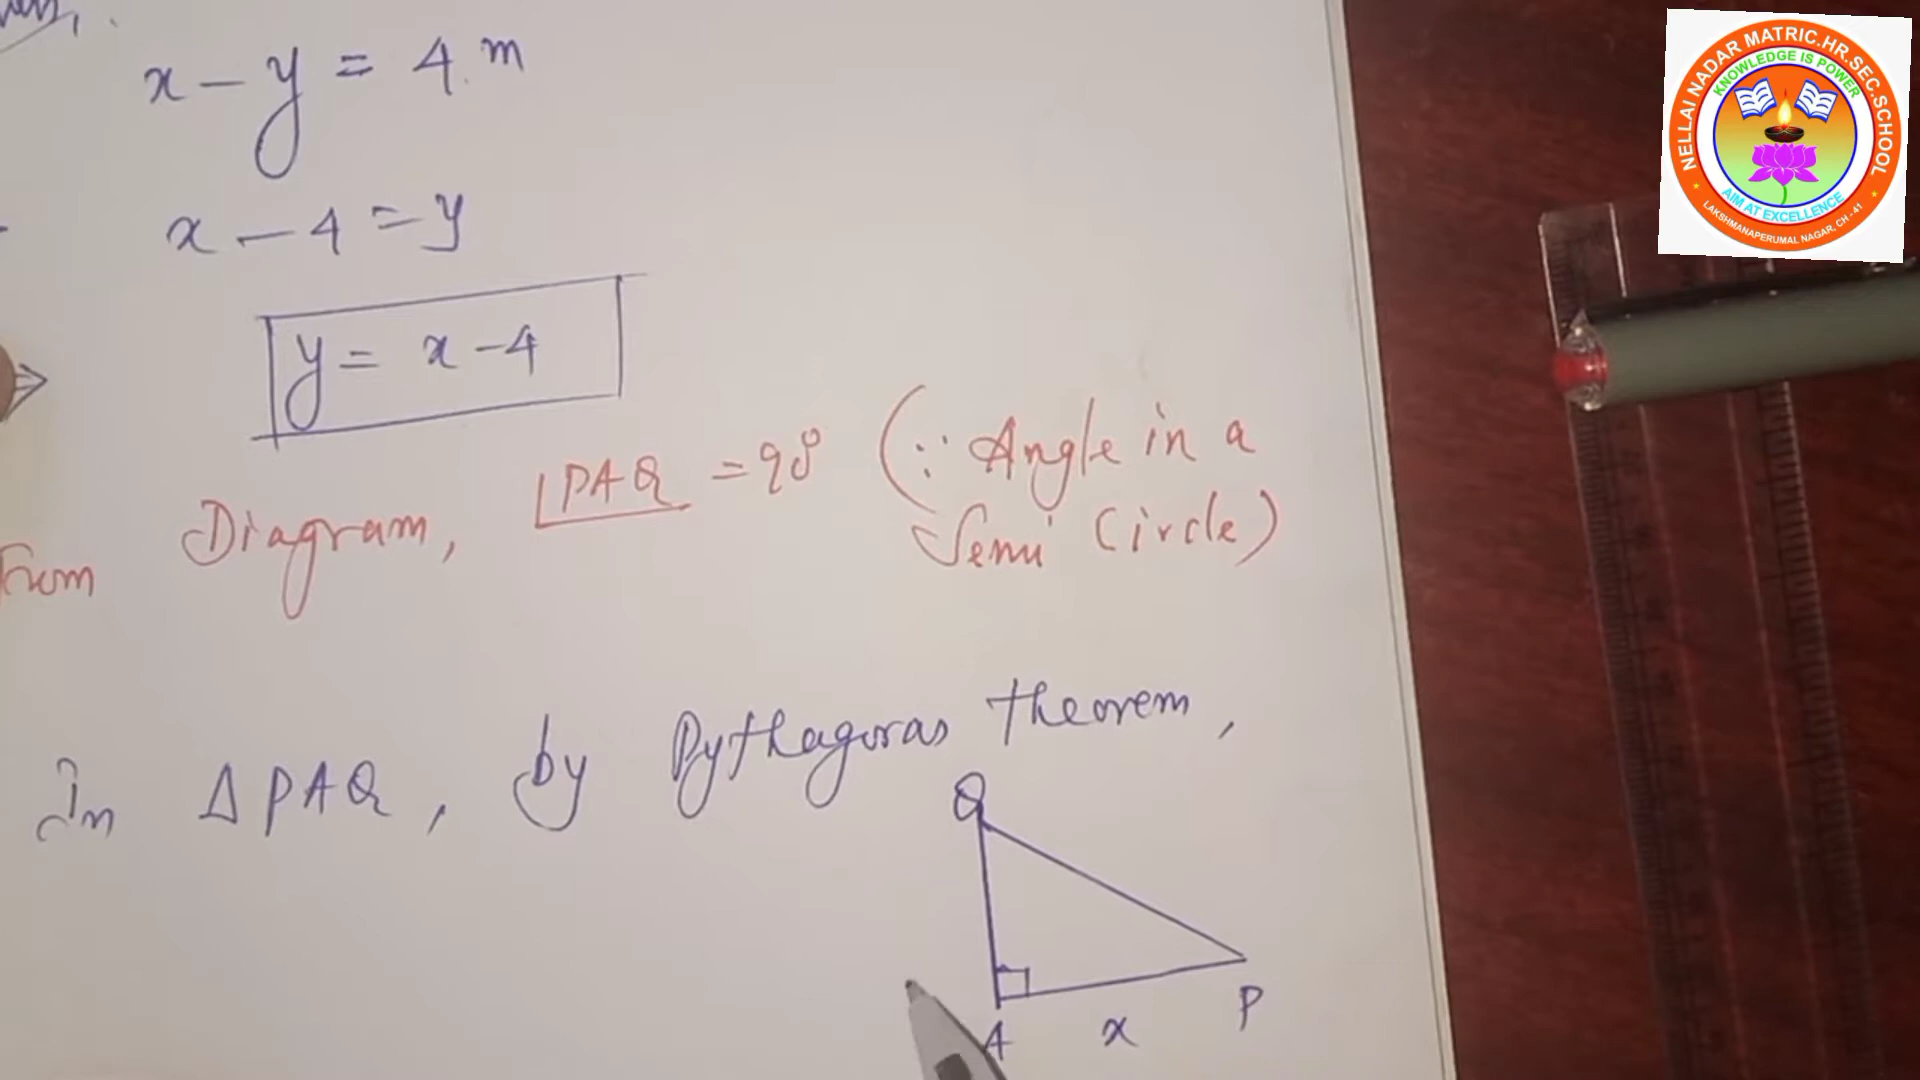 x - y = 4 m
x - 4 = y
y = x - 4
From Diagram, ∠PAQ = 90° (∵ Angle in a
Semi Circle)
In Δ PAQ, by Pythagoras theorem,
Q
A x P
NELLAI NADAR MATRIC.HR.SEC.SCHOOL
KNOWLEDGE IS POWER
AIM AT EXCELLENCE
LAKSHMANAPERUMAL NAGAR, CH - 41